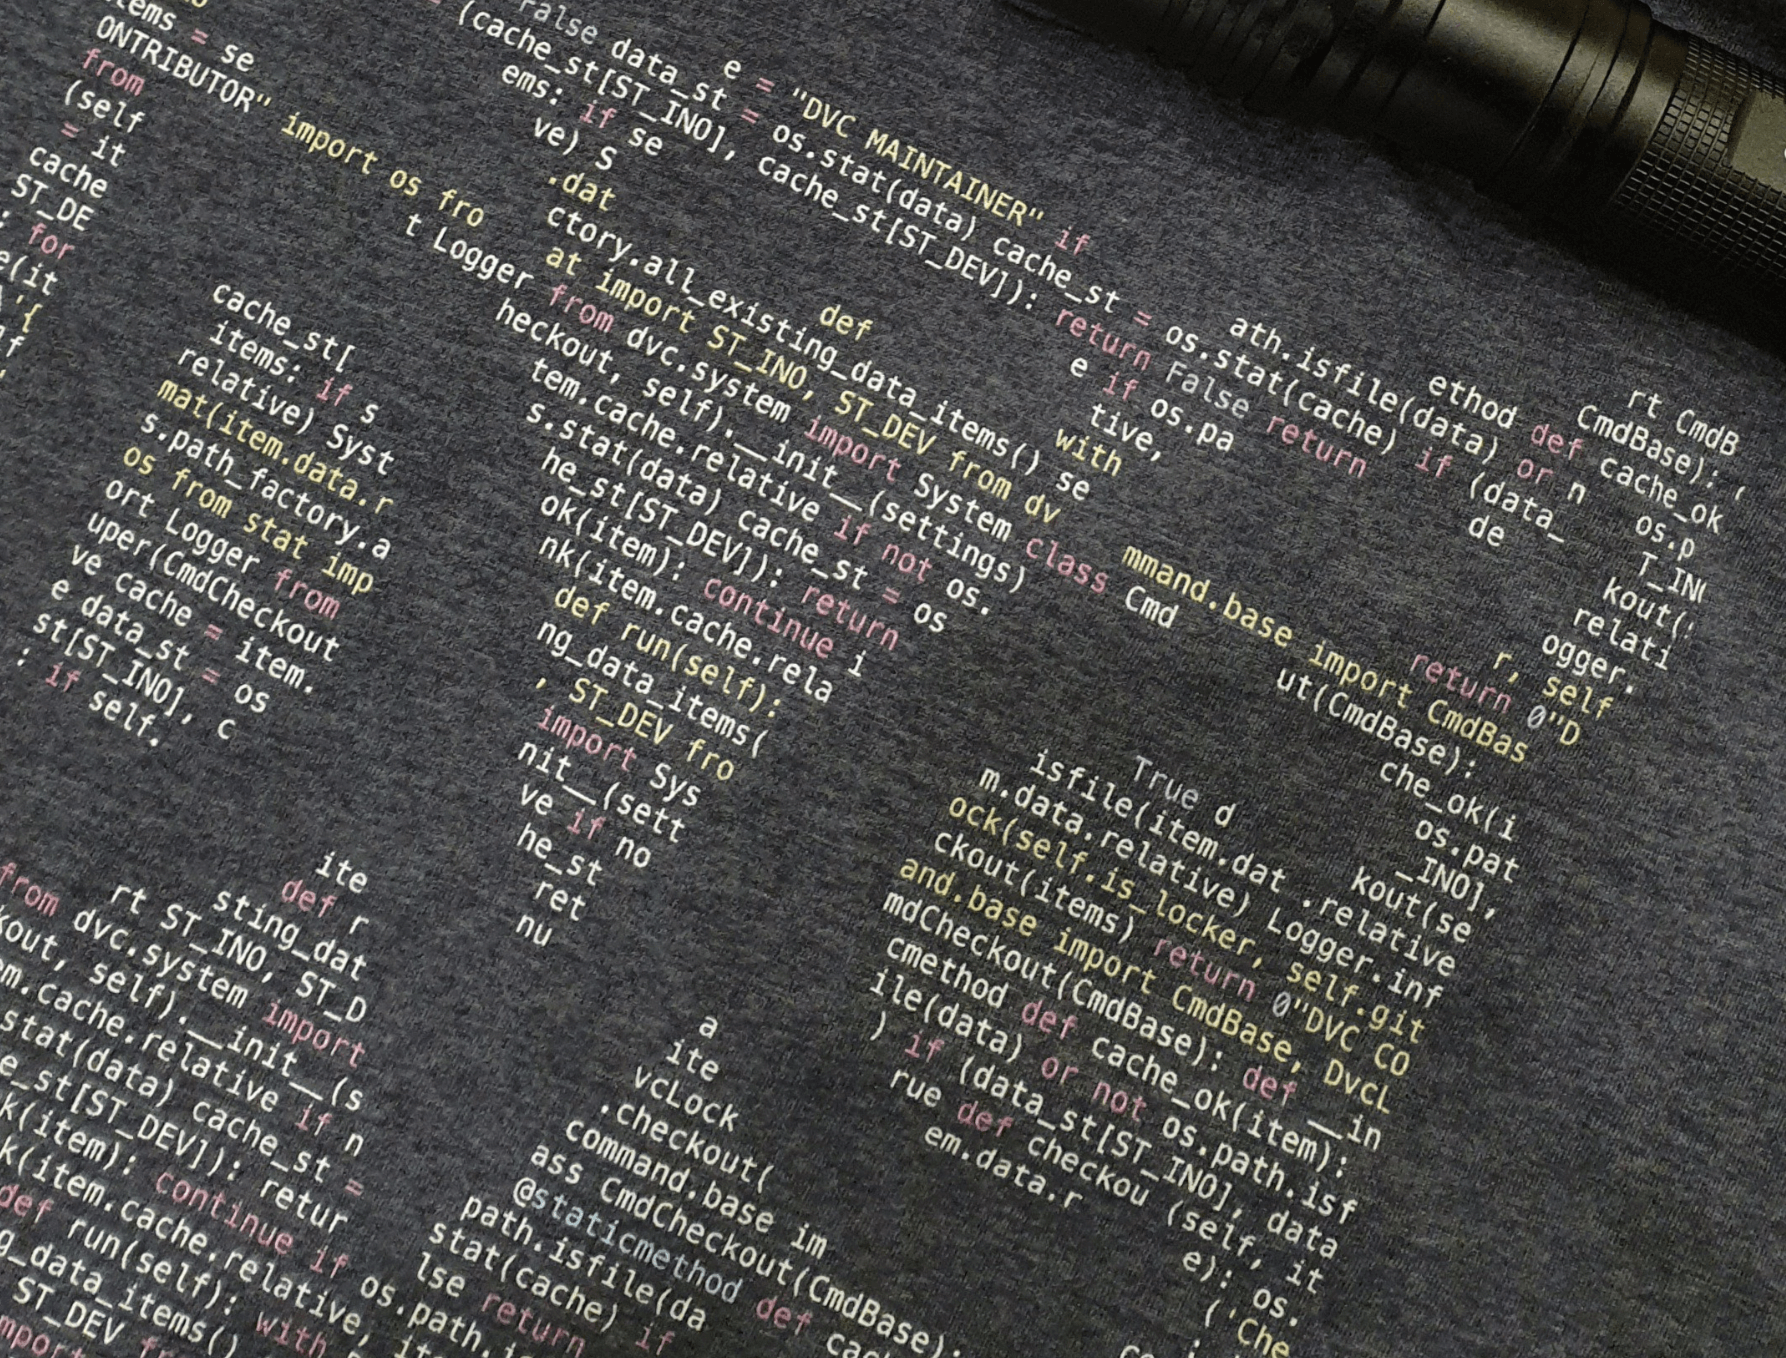 tems = se
ONTRIBUTOR" import os fro
from
(self
= it
cache
ST_DE
for
e(it
False data_st = os.stat(data) cache_st = os.stat(cache) if (data_
e = "DVC MAINTAINER" if
(cache_st[ST_INO], cache_st[ST_DEV]): return False return
ems: if se
ve) S
.dat
ctory.all_existing_data_items() se
def
at import ST_INO, ST_DEV from dv
t Logger from dvc.system import System class Cmd
heckout, self).__init__(settings)
tem.cache.relative if not os.
s.stat(data) cache_st = os
he_st[ST_DEV]): return
ok(item): continue i
nk(item.cache.rela
def run(self):
ng_data_items(
, ST_DEV fro
import Sys
nit__(sett
ve if no
he_st
ret
nu
cache_st[
items: if s
relative) Syst
mat(item.data.r
s.path_factory.a
os from stat imp
ort Logger from
uper(CmdCheckout
ve cache = item.
e data_st = os
st[ST_INO], c
: if self.
self.
ath.isfile(data) or n
e if os.pa
tive,
with
ethod def cache_ok
rt CmdB
CmdBase):
os.p
de
T_IN
kout(
relati
ogger.
r, self
return 0"D
mmand.base import CmdBas
ut(CmdBase):
che_ok(i
os.pat
_INO],
kout(se
.relative
True d
isfile(item.dat
m.data.relative) Logger.inf
ock(self.is_locker, self.git
ckout(items) return 0"DVC CO
and.base import CmdBase, DvcL
mdCheckout(CmdBase): def __in
cmethod def cache_ok(item):
ile(data) or not os.path.isf
) if (data_st[ST_INO], data
rue def checkou (self, it
em.data.r
e): os.
('Che
ite
def r
sting_dat
rt ST_INO, ST_D
from dvc.system import
kout, self).__init__(s
em.cache.relative if n
.stat(data) cache_st =
e_st[ST_DEV]): retur
k(item): continue if os.path.
k(item.cache.relative,
def run(self): with
g_data_items()
ST_DEV
a
ite
vcLock
.checkout(
command.base im
ass CmdCheckout(CmdBase):
@staticmethod def cac
path.isfile(da
stat(cache) if
lse return